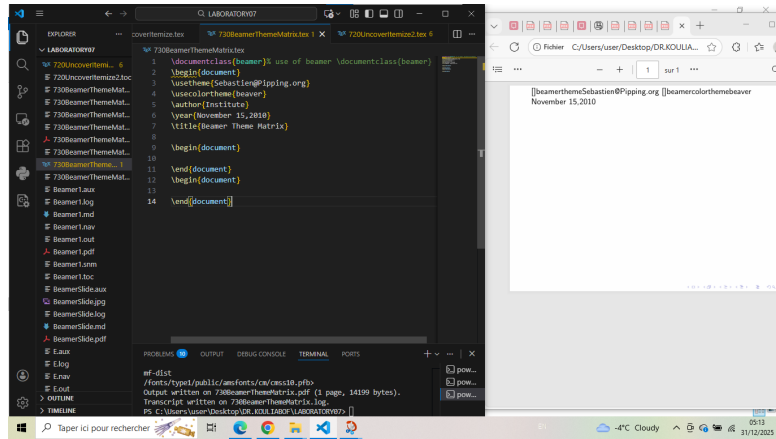 LABORATORY07
EXPLORER
LABORATORY07
720UncoverItemi... 6
720UncoverItemize2.toc
730BeamerThemeMat...
730BeamerThemeMat...
730BeamerThemeMat...
730BeamerThemeMat...
730BeamerThemeMat...
730BeamerThemeMat...
730BeamerThemeMat...
730BeamerTheme... 1
730BeamerThemeMat...
Beamer1.aux
Beamer1.log
Beamer1.md
Beamer1.nav
Beamer1.out
Beamer1.pdf
Beamer1.snm
Beamer1.toc
BeamerSlide.aux
BeamerSlide.jpg
BeamerSlide.log
BeamerSlide.md
BeamerSlide.pdf
E.aux
E.log
E.nav
E.out
OUTLINE
TIMELINE
coverItemize.tex 730BeamerThemeMatrix.tex 1 720UncoverItemize2.tex 6
730BeamerThemeMatrix.tex
1 \documentclass{beamer}% use of beamer \documentclass{beamer}
2 \begin{document}
3 \usetheme{Sebastien@Pipping.org}
4 \usecolortheme{beaver}
5 \author{Institute}
6 \year{November 15,2010}
7 \title{Beamer Theme Matrix}
8
9 \begin{document}
10
11 \end{document}
12 \begin{document}
13
14 \end{document}
PROBLEMS 10 OUTPUT DEBUG CONSOLE TERMINAL PORTS
mf-dist
/fonts/type1/public/amsfonts/cm/cmss10.pfb>
Output written on 730BeamerThemeMatrix.pdf (1 page, 14199 bytes).
Transcript written on 730BeamerThemeMatrix.log.
PS C:\Users\user\Desktop\DR.KOULIABOF\LABORATORY07>
pow...
pow...
pow...
Fichier C:/Users/user/Desktop/DR.KOULIA...
1 sur 1
[]beamerthemeSebastien@Pipping.org []beamercolorthemebeaver
November 15,2010
Taper ici pour rechercher
-4°C Cloudy
05:13
31/12/2025